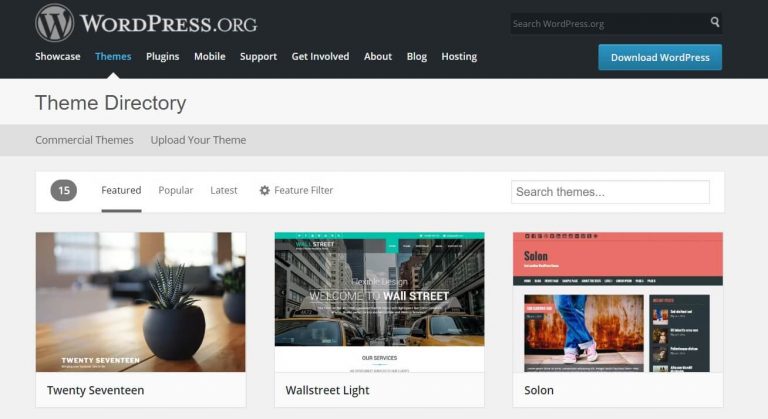 WORDPRESS.ORG
Search WordPress.org
Showcase Themes Plugins Mobile Support Get Involved About Blog Hosting
Download WordPress
Theme Directory
Commercial Themes Upload Your Theme
15 Featured Popular Latest Feature Filter
Search themes...
TWENTY SEVENTEEN
Twenty Seventeen
WALL STREET
Flexible Design
WELCOME TO WALL STREET
OUR SERVICES
Wallstreet Light
Solon
RECENT POSTS
Solon